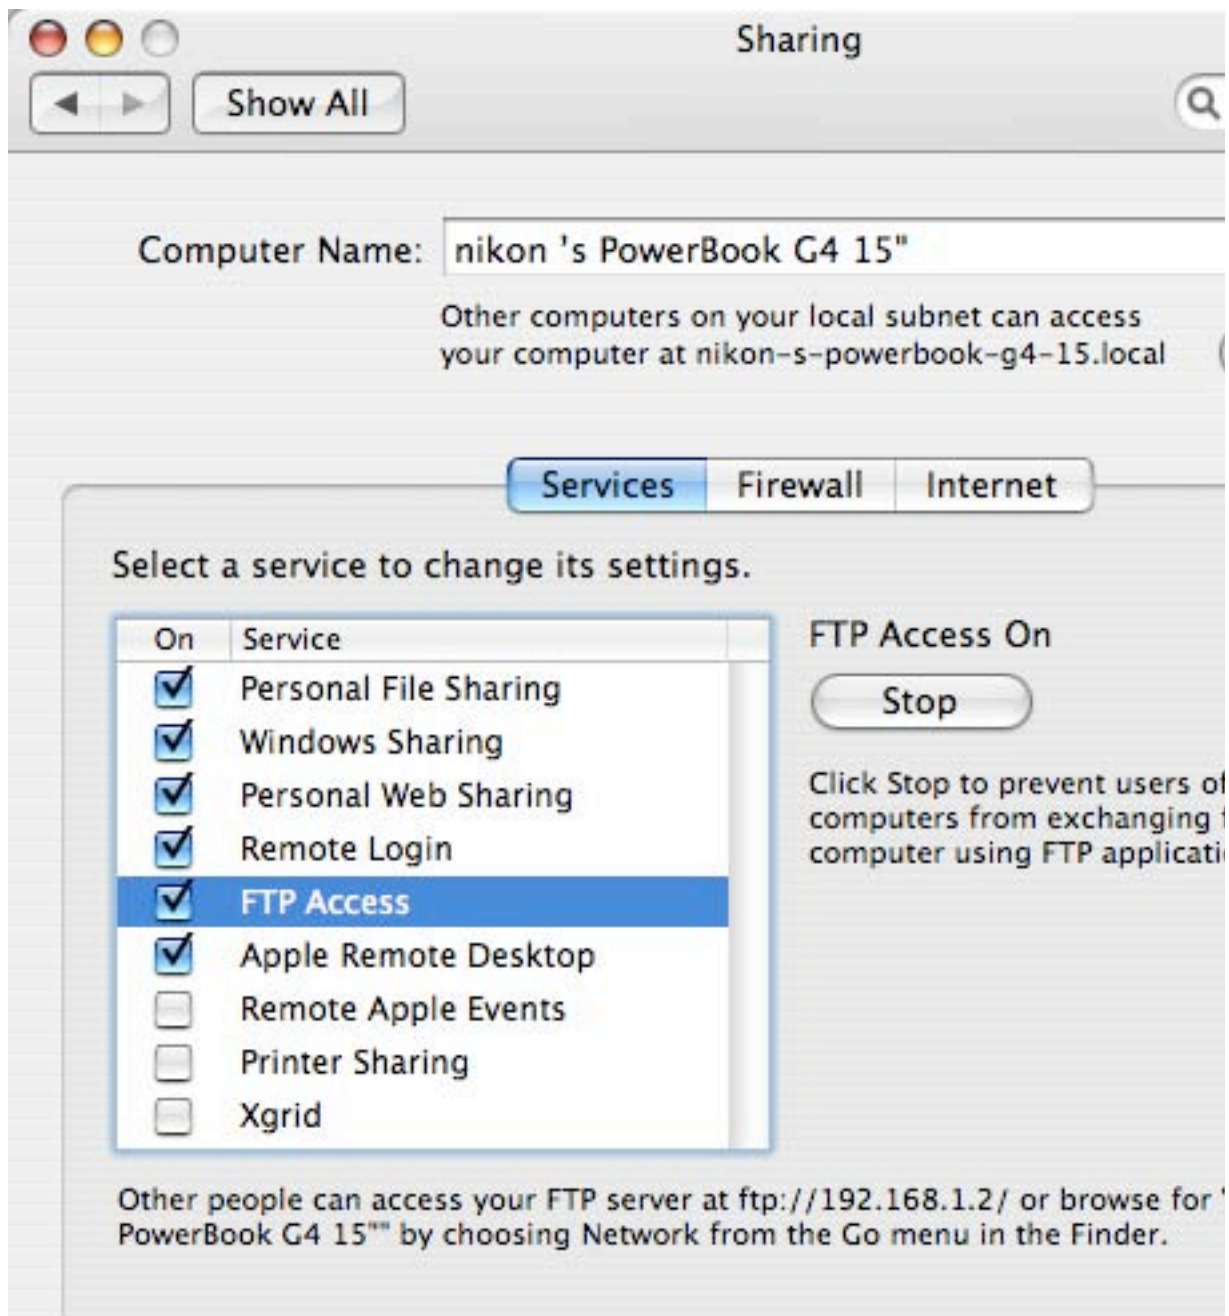 Sharing
Show All
Computer Name: nikon 's PowerBook G4 15"
Other computers on your local subnet can access
your computer at nikon-s-powerbook-g4-15.local
Services Firewall Internet
Select a service to change its settings.
On Service
Personal File Sharing
Windows Sharing
Personal Web Sharing
Remote Login
FTP Access
Apple Remote Desktop
Remote Apple Events
Printer Sharing
Xgrid
FTP Access On
Stop
Click Stop to prevent users of
computers from exchanging
computer using FTP
Other people can access your FTP server at ftp://192.168.1.2/ or browse for "
PowerBook G4 15"" by choosing Network from the Go menu in the Finder.